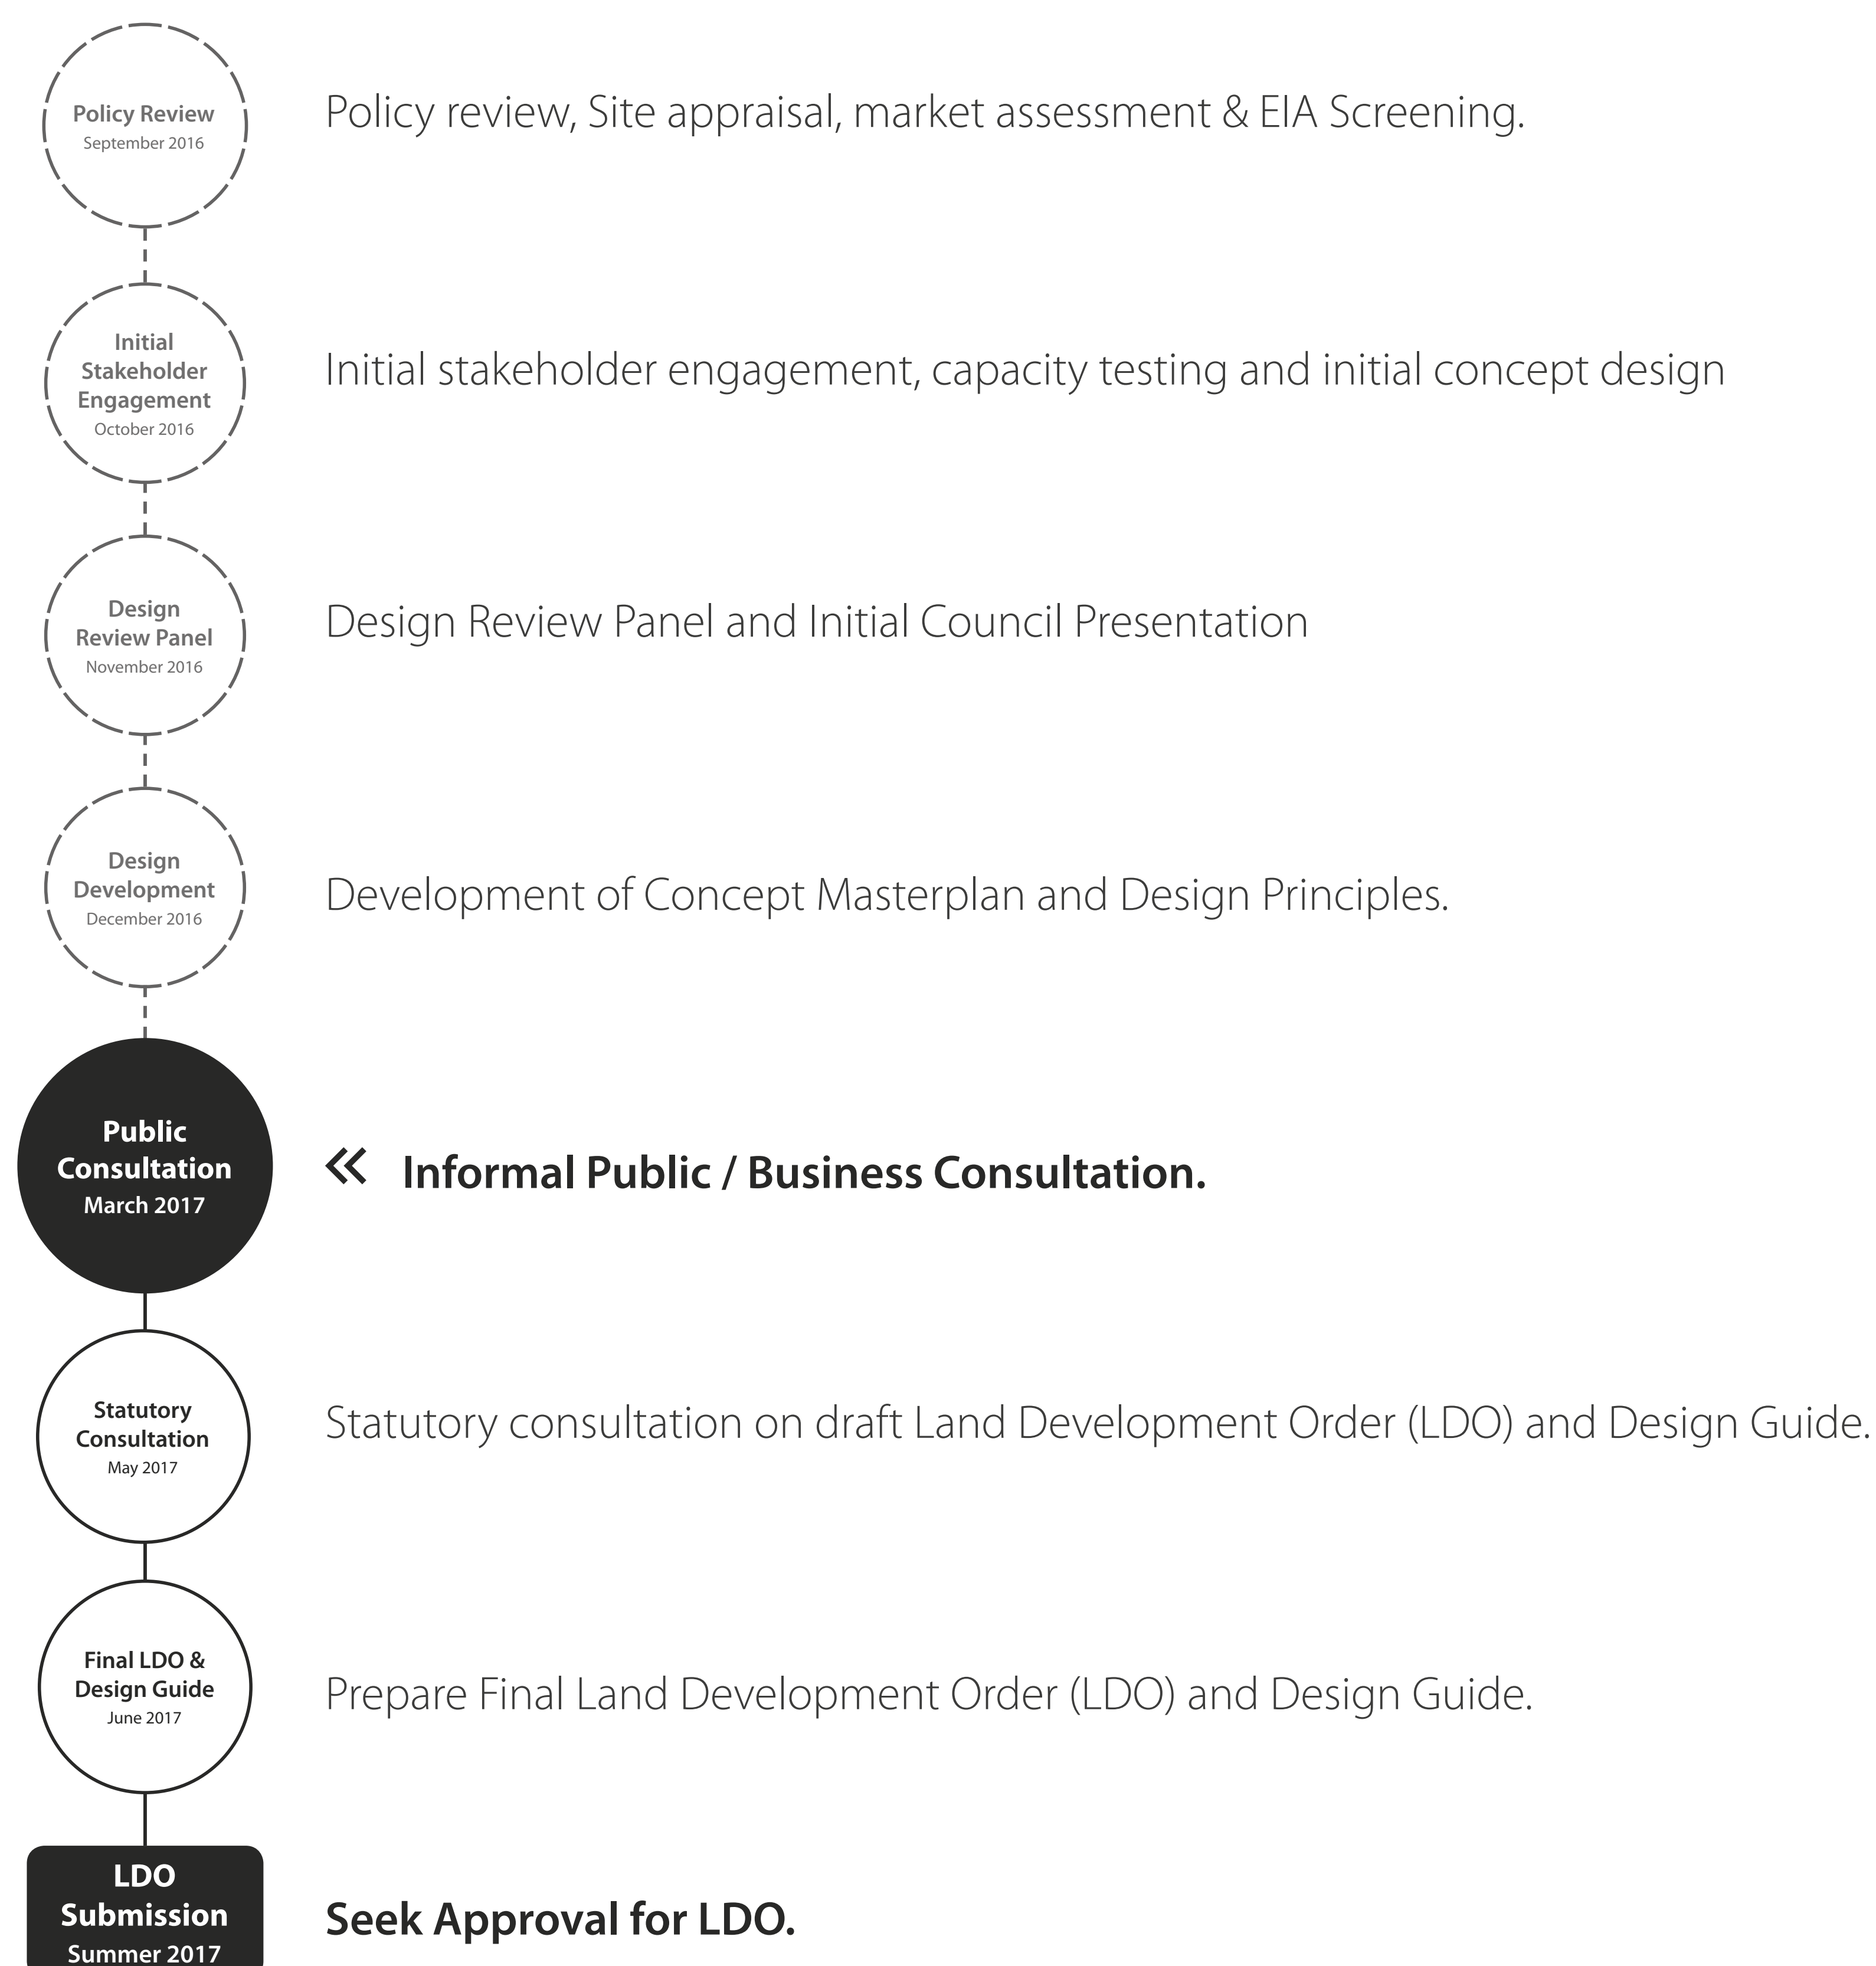 Policy Review
September 2016
Policy review, Site appraisal, market assessment & EIA Screening.
Initial
Stakeholder
Engagement
October 2016
Initial stakeholder engagement, capacity testing and initial concept design
Design
Review Panel
November 2016
Design Review Panel and Initial Council Presentation
Design
Development
December 2016
Development of Concept Masterplan and Design Principles.
Public
Consultation
March 2017
« Informal Public / Business Consultation.
Statutory
Consultation
May 2017
Statutory consultation on draft Land Development Order (LDO) and Design Guide.
Final LDO &
Design Guide
June 2017
Prepare Final Land Development Order (LDO) and Design Guide.
LDO
Submission
Summer 2017
Seek Approval for LDO.